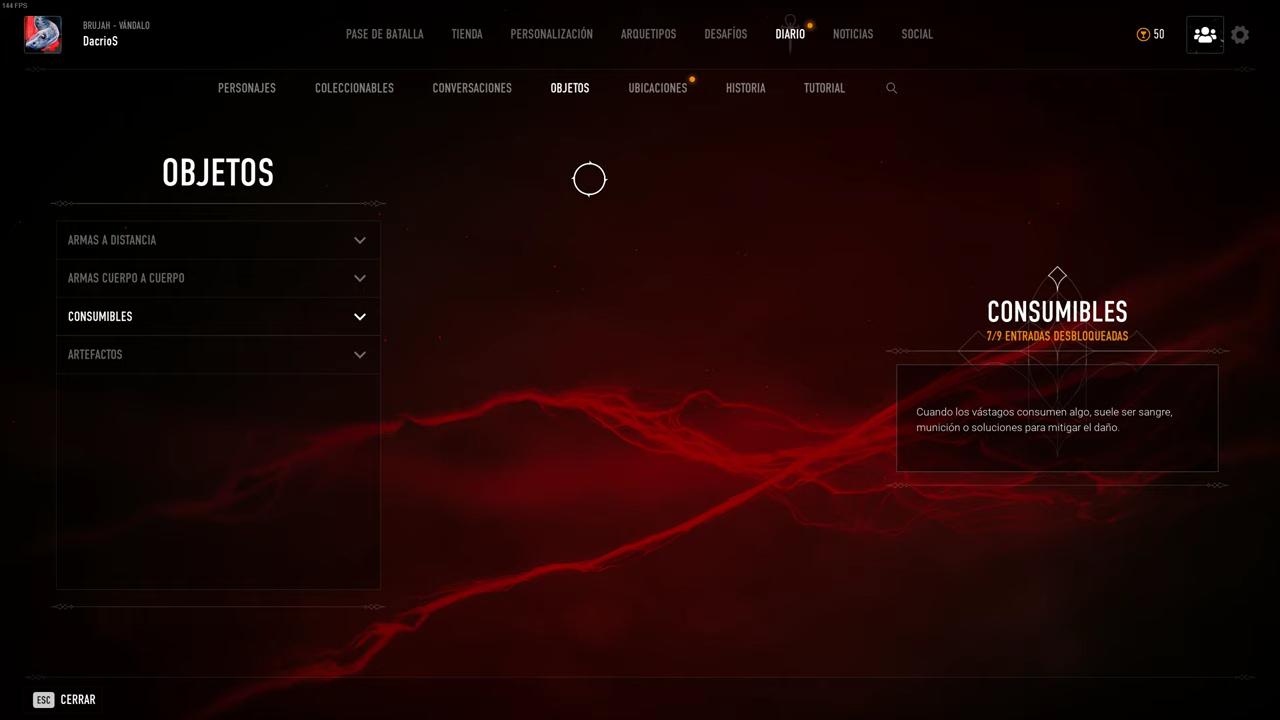 144 FPS
BRUJAH - VÁNDALO
DacrioS
PASE DE BATALLA
TIENDA
PERSONALIZACIÓN
ARQUETIPOS
DESAFÍOS
DIARIO
NOTICIAS
SOCIAL
50
PERSONAJES
COLECCIONABLES
CONVERSACIONES
OBJETOS
UBICACIONES
HISTORIA
TUTORIAL
OBJETOS
ARMAS A DISTANCIA
ARMAS CUERPO A CUERPO
CONSUMIBLES
ARTEFACTOS
CONSUMIBLES
7/9 ENTRADAS DESBLOQUEADAS
Cuando los vástagos consumen algo, suele ser sangre,
munición o soluciones para mitigar el daño.
ESC CERRAR